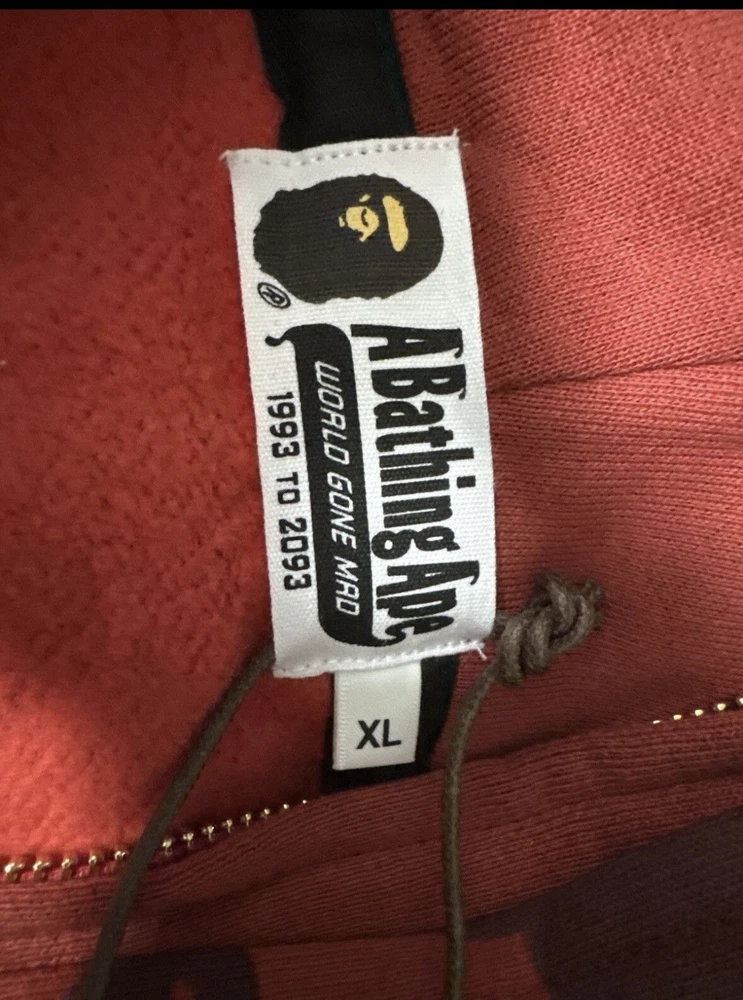 ®
A Bathing Ape
WORLD GONE MAD
1993 TO 2093
XL